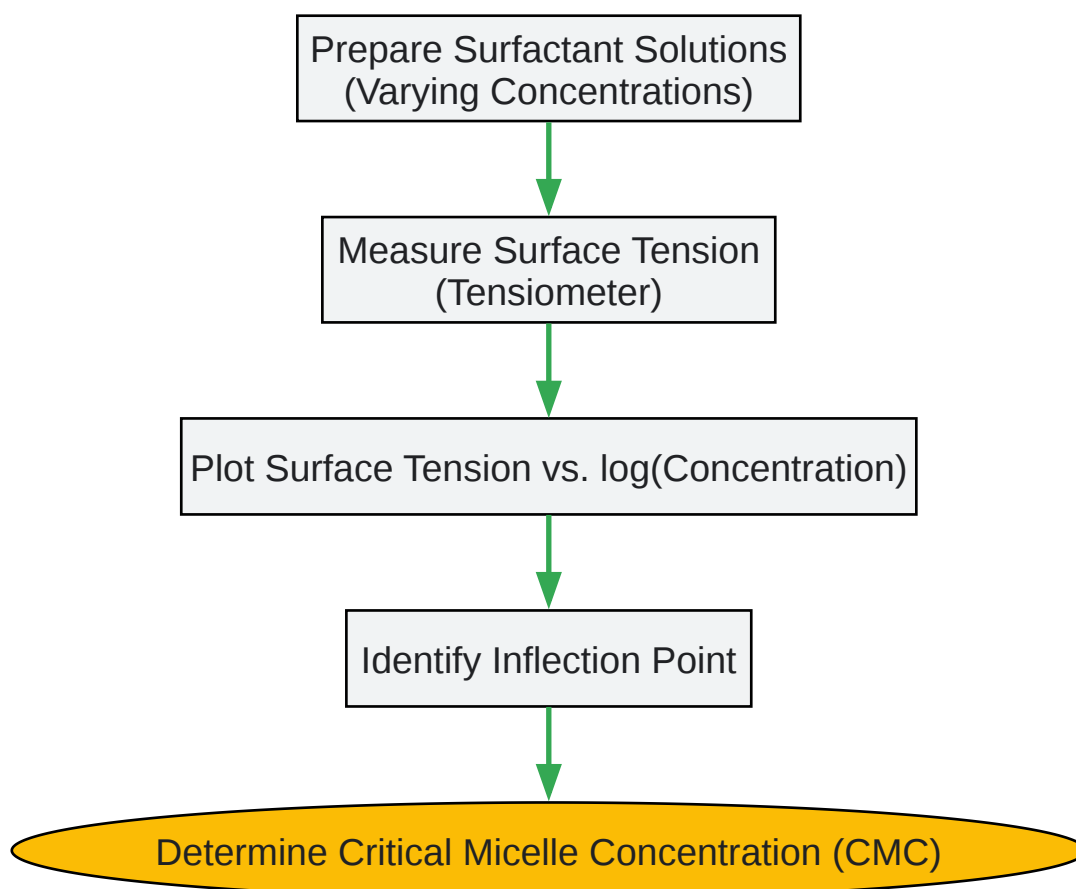 Prepare Surfactant Solutions
(Varying Concentrations)
Measure Surface Tension
(Tensiometer)
Plot Surface Tension vs. log(Concentration)
Identify Inflection Point
Determine Critical Micelle Concentration (CMC)